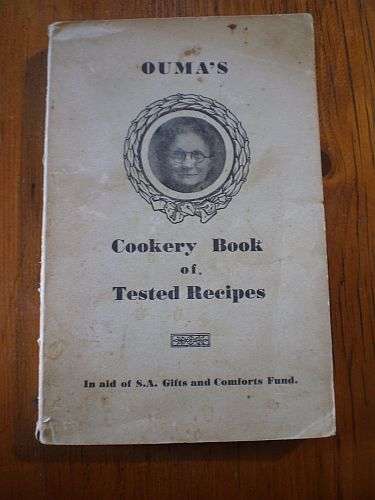 OUMA'S
Cookery Book
of
Tested Recipes
In aid of S.A. Gifts and Comforts Fund.